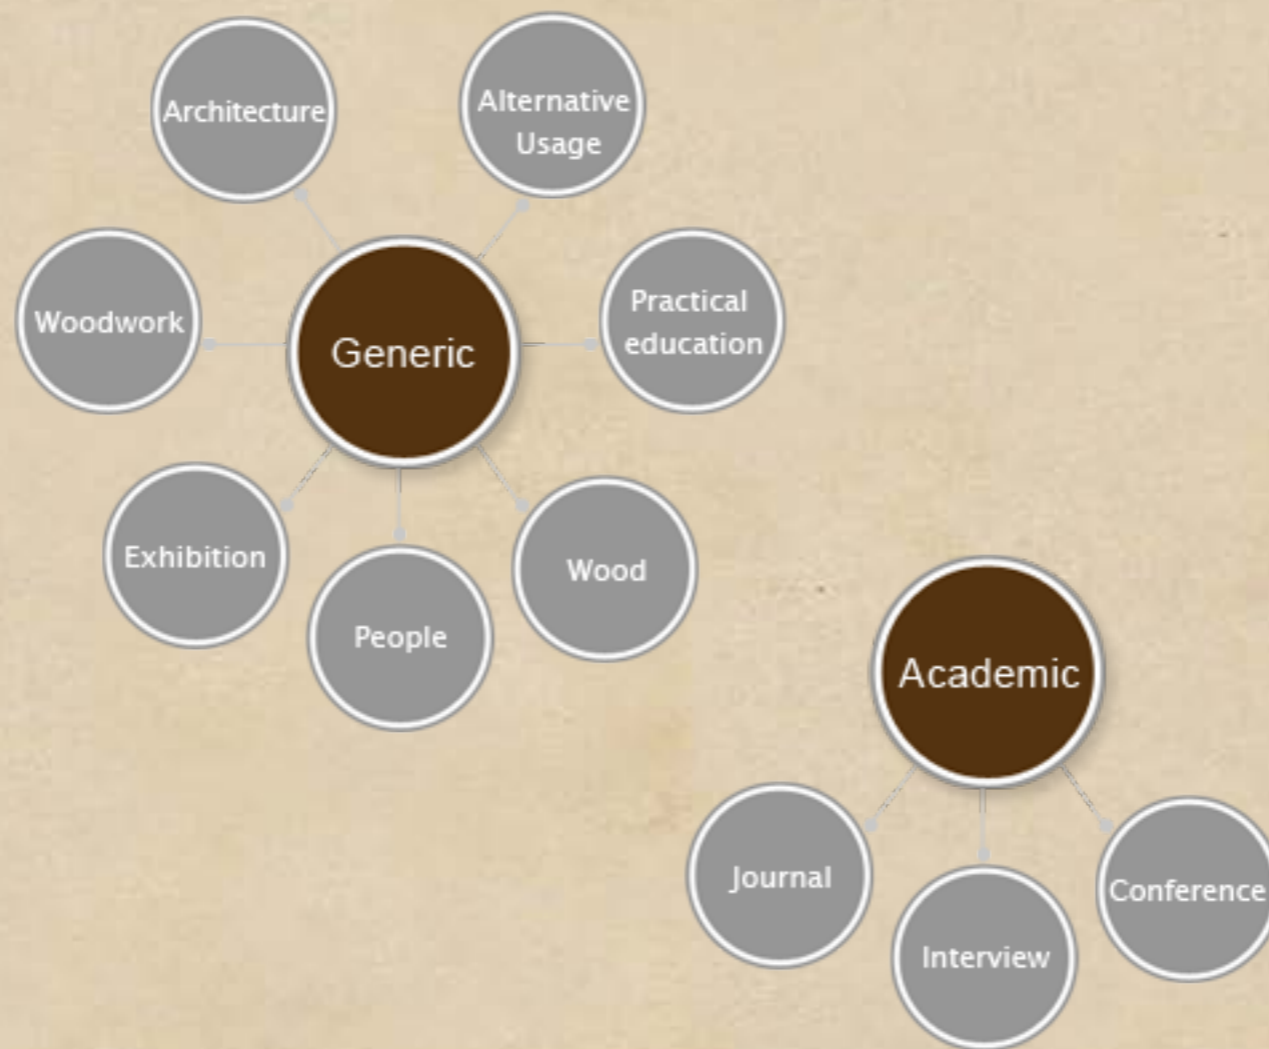 Architecture
Alternative
Usage
Woodwork
Generic
Practical
education
Exhibition
People
Wood
Academic
Journal
Interview
Conference